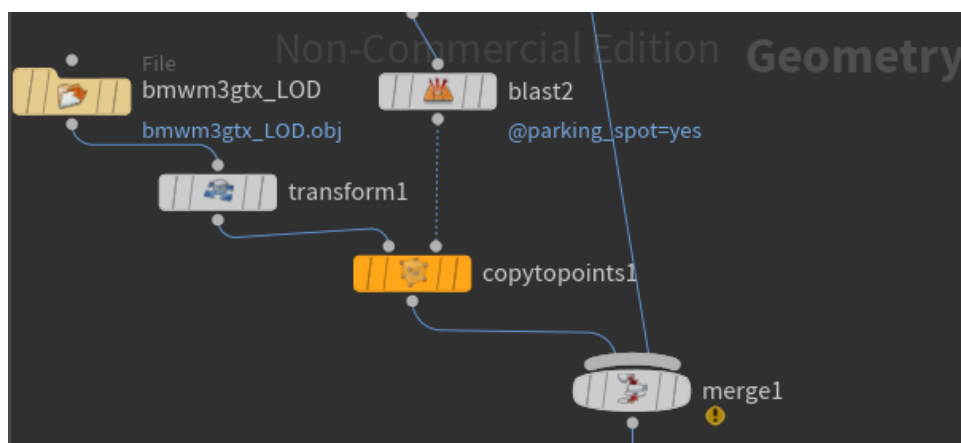 Non-Commercial Edition
Geometry
File
bmwm3gtx_LOD
bmwm3gtx_LOD.obj
blast2
@parking_spot=yes
transform1
copytopoints1
merge1